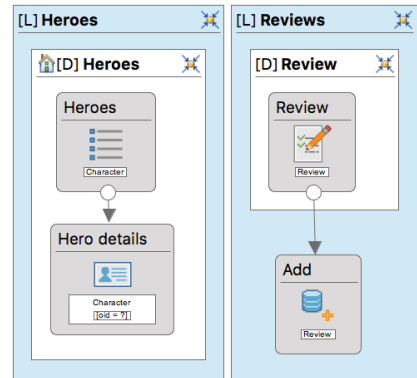 [L] Heroes
[D] Heroes
Heroes
Character
Hero details
Character
[oid = ?]
[L] Reviews
[D] Review
Review
Review
Add
Review